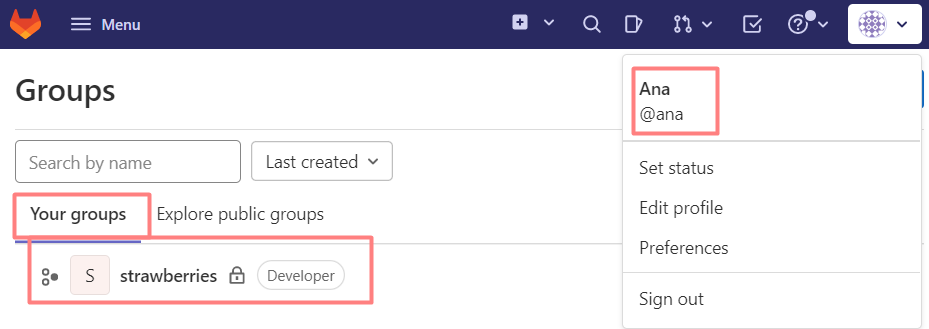 Menu
Groups
Ana
@ana
Search by name
Last created
Set status
Edit profile
Preferences
Sign out
Your groups
Explore public groups
S strawberries Developer